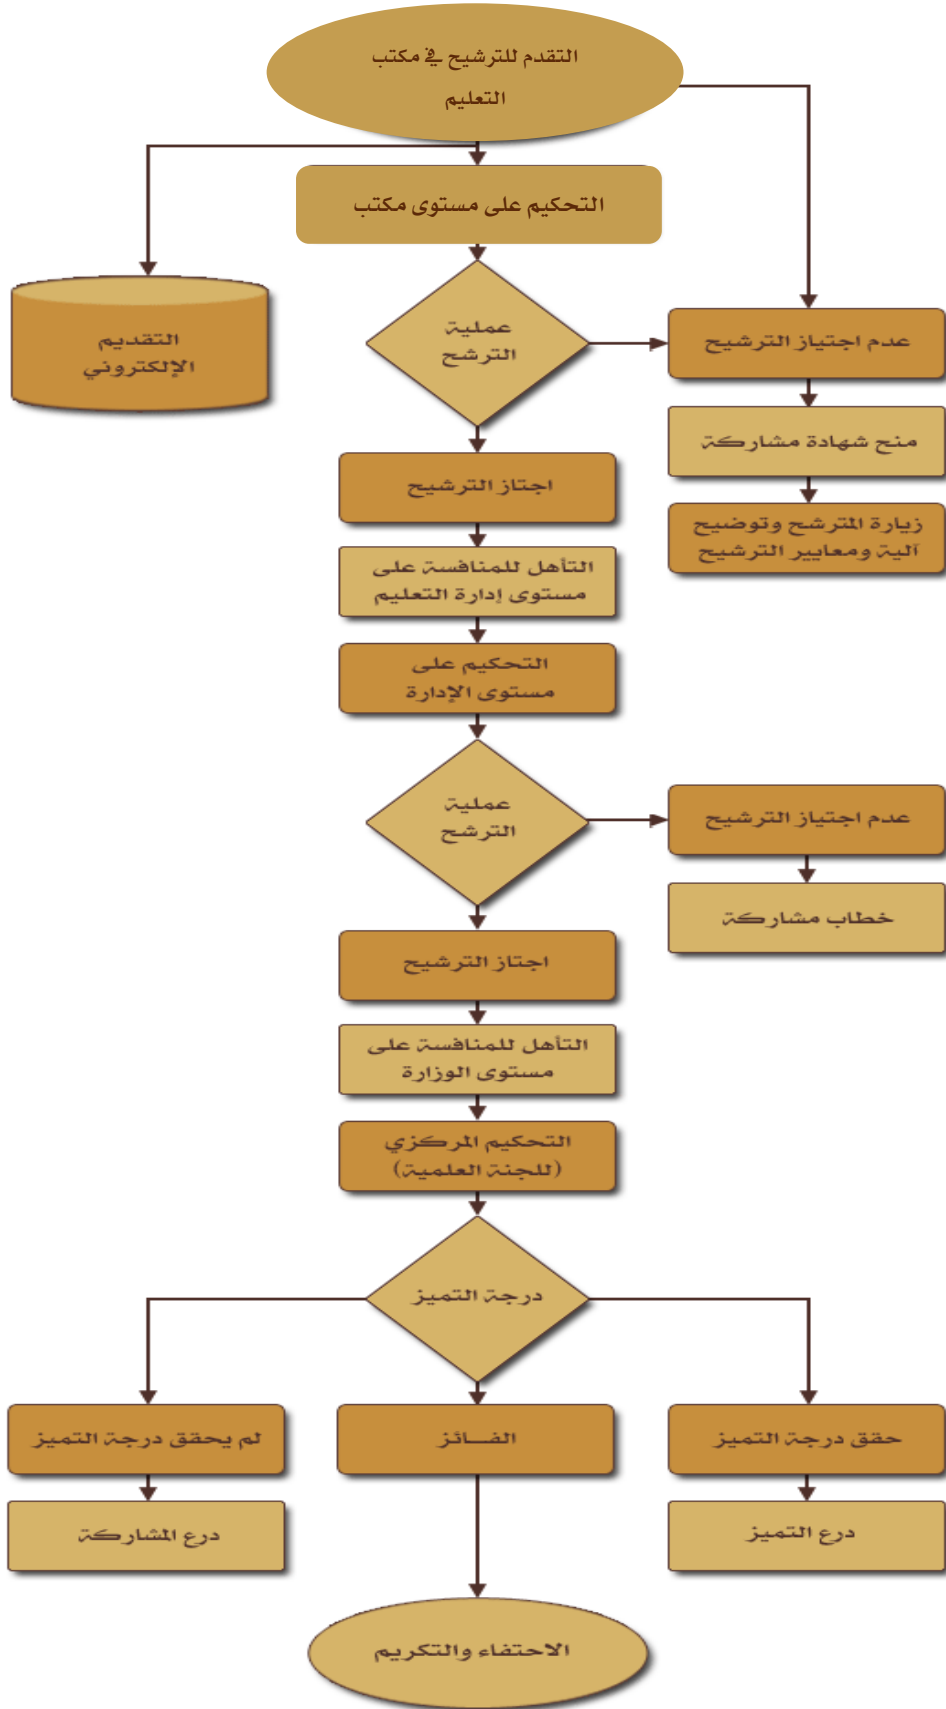 التقدم للترشيح في مكتب
التعليم
التحكيم على مستوى مكتب
التقديم
الإلكتروني
عملية
الترشح
عدم اجتياز الترشيح
منح شهادة مشاركة
زيارة المترشح وتوضيح
آلية ومعايير الترشيح
اجتاز الترشيح
التأهل للمنافسة على
مستوى إدارة التعليم
التحكيم على
مستوى الإدارة
عملية
الترشح
عدم اجتياز الترشيح
خطاب مشاركة
اجتاز الترشيح
التأهل للمنافسة على
مستوى الوزارة
التحكيم المركزي
(للجنة العلمية)
درجة التميز
حقق درجة التميز
الفـــائز
لم يحقق درجة التميز
درع التميز
درع المشاركة
الاحتفاء والتكريم